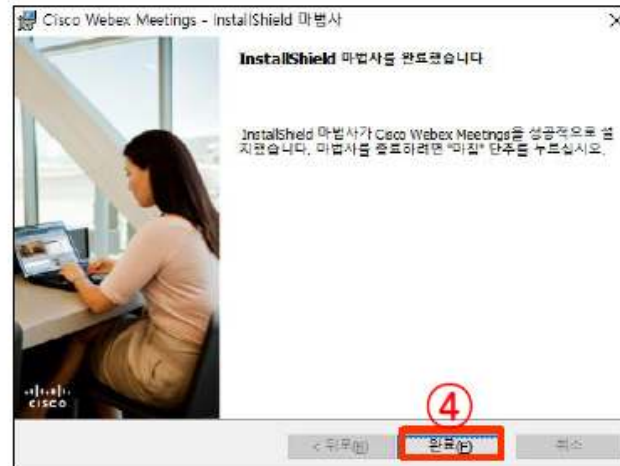 Cisco Webex Meetings - InstallShield 마법사
InstallShield 마법사를 완료했습니다
InstallShield 마법사가 Cisco Webex Meetings을 성공적으로 설
치했습니다. 마법사를 종료하려면 "마침" 단추를 누르십시오.
CISCO
④
< 뒤로(B) 완료(F) 취소